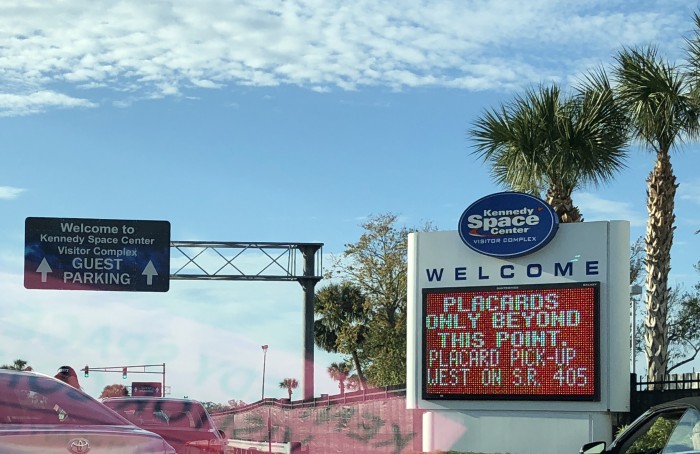 Welcome to
Kennedy Space Center
Visitor Complex
GUEST
PARKING
Kennedy
Space
Center
VISITOR COMPLEX
WELCOME
PLACARDS
ONLY BEYOND
THIS POINT.
PLACARD PICK-UP
WEST ON S.R. 405